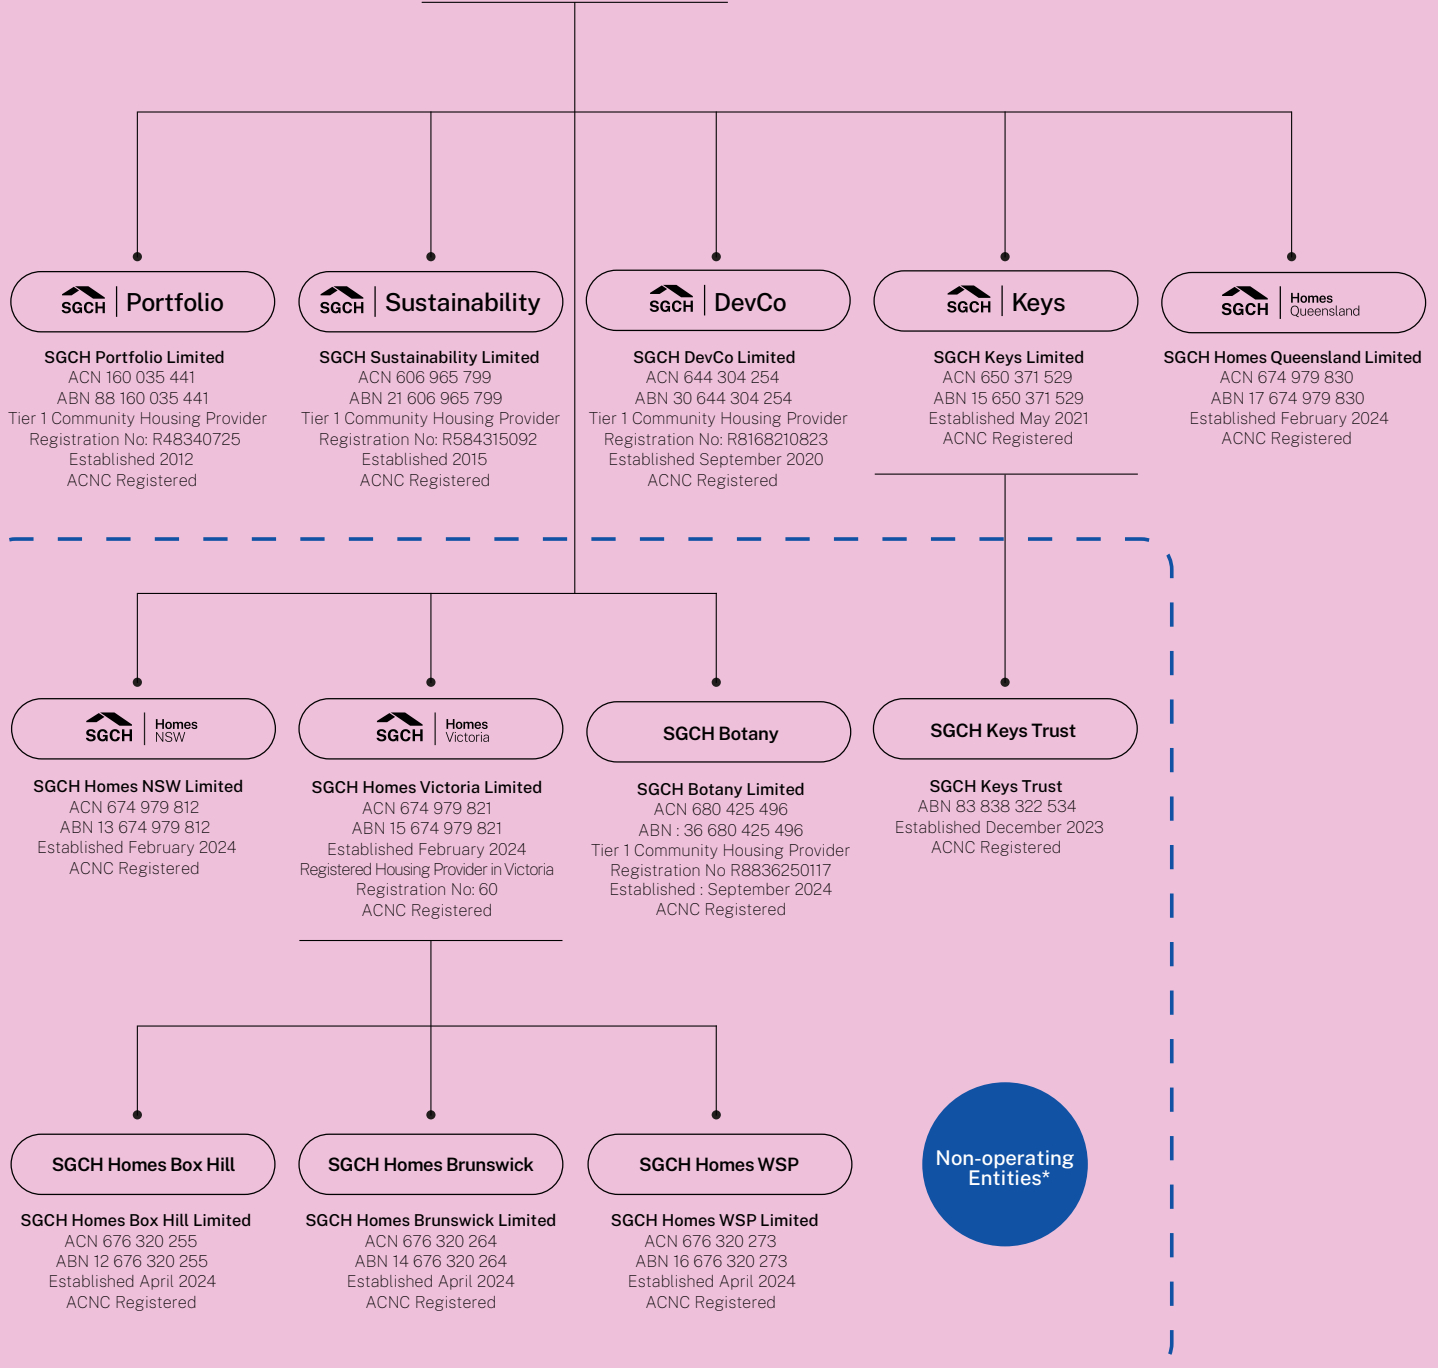 SGCH Portfolio
SGCH Portfolio Limited
ACN 160 035 441
ABN 88 160 035 441
Tier 1 Community Housing Provider
Registration No: R48340725
Established 2012
ACNC Registered
SGCH Sustainability
SGCH Sustainability Limited
ACN 606 965 799
ABN 21 606 965 799
Tier 1 Community Housing Provider
Registration No: R584315092
Established 2015
ACNC Registered
SGCH DevCo
SGCH DevCo Limited
ACN 644 304 254
ABN 30 644 304 254
Tier 1 Community Housing Provider
Registration No: R8168210823
Established September 2020
ACNC Registered
SGCH Keys
SGCH Keys Limited
ACN 650 371 529
ABN 15 650 371 529
Established May 2021
ACNC Registered
SGCH Homes
Queensland
SGCH Homes Queensland Limited
ACN 674 979 830
ABN 17 674 979 830
Established February 2024
ACNC Registered
SGCH Homes
NSW
SGCH Homes NSW Limited
ACN 674 979 812
ABN 13 674 979 812
Established February 2024
ACNC Registered
SGCH Homes
Victoria
SGCH Homes Victoria Limited
ACN 674 979 821
ABN 15 674 979 821
Established February 2024
Registered Housing Provider in Victoria
Registration No: 60
ACNC Registered
SGCH Botany
SGCH Botany Limited
ACN 680 425 496
ABN : 36 680 425 496
Tier 1 Community Housing Provider
Registration No R8836250117
Established : September 2024
ACNC Registered
SGCH Keys Trust
SGCH Keys Trust
ABN 83 838 322 534
Established December 2023
ACNC Registered
SGCH Homes Box Hill
SGCH Homes Box Hill Limited
ACN 676 320 255
ABN 12 676 320 255
Established April 2024
ACNC Registered
SGCH Homes Brunswick
SGCH Homes Brunswick Limited
ACN 676 320 264
ABN 14 676 320 264
Established April 2024
ACNC Registered
SGCH Homes WSP
SGCH Homes WSP Limited
ACN 676 320 273
ABN 16 676 320 273
Established April 2024
ACNC Registered
Non-operating
Entities*